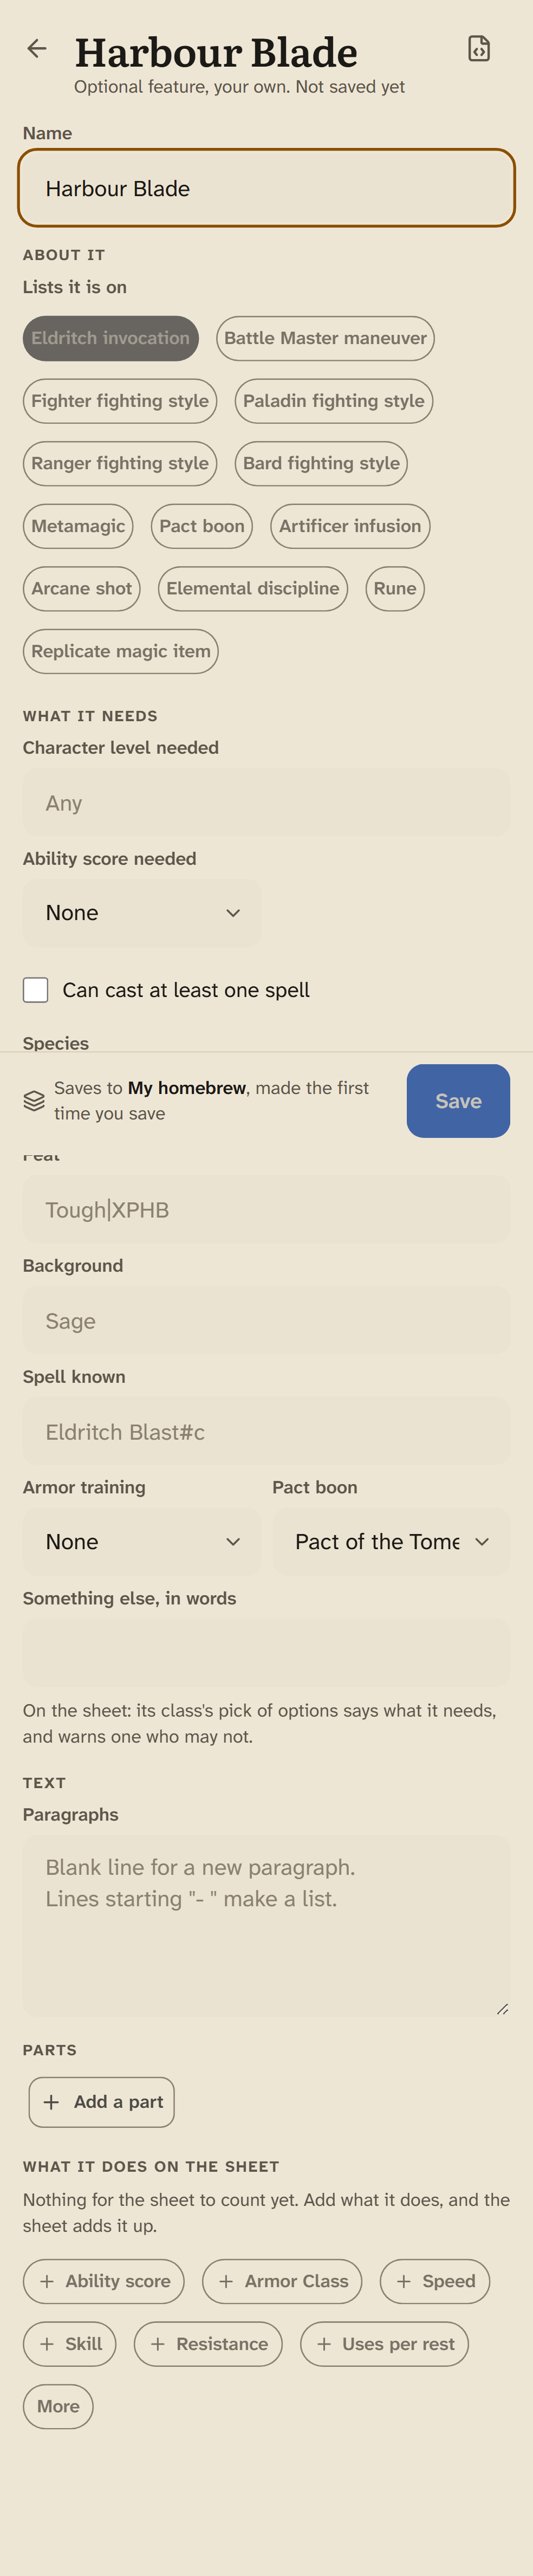 Harbour Blade
Optional feature, your own. Not saved yet
Name
Harbour Blade
ABOUT IT
Lists it is on
Eldritch invocation
Battle Master maneuver
Fighter fighting style
Paladin fighting style
Ranger fighting style
Bard fighting style
Metamagic
Pact boon
Artificer infusion
Arcane shot
Elemental discipline
Rune
Replicate magic item
WHAT IT NEEDS
Character level needed
Any
Ability score needed
None
Can cast at least one spell
Species
Saves to My homebrew, made the first
time you save
Save
Feat
Tough|XPHB
Background
Sage
Spell known
Eldritch Blast#c
Armor training
Pact boon
None
Pact of the Tome
Something else, in words
On the sheet: its class's pick of options says what it needs,
and warns one who may not.
TEXT
Paragraphs
Blank line for a new paragraph.
Lines starting "- " make a list.
PARTS
Add a part
WHAT IT DOES ON THE SHEET
Nothing for the sheet to count yet. Add what it does, and the
sheet adds it up.
Ability score
Armor Class
Speed
Skill
Resistance
Uses per rest
More